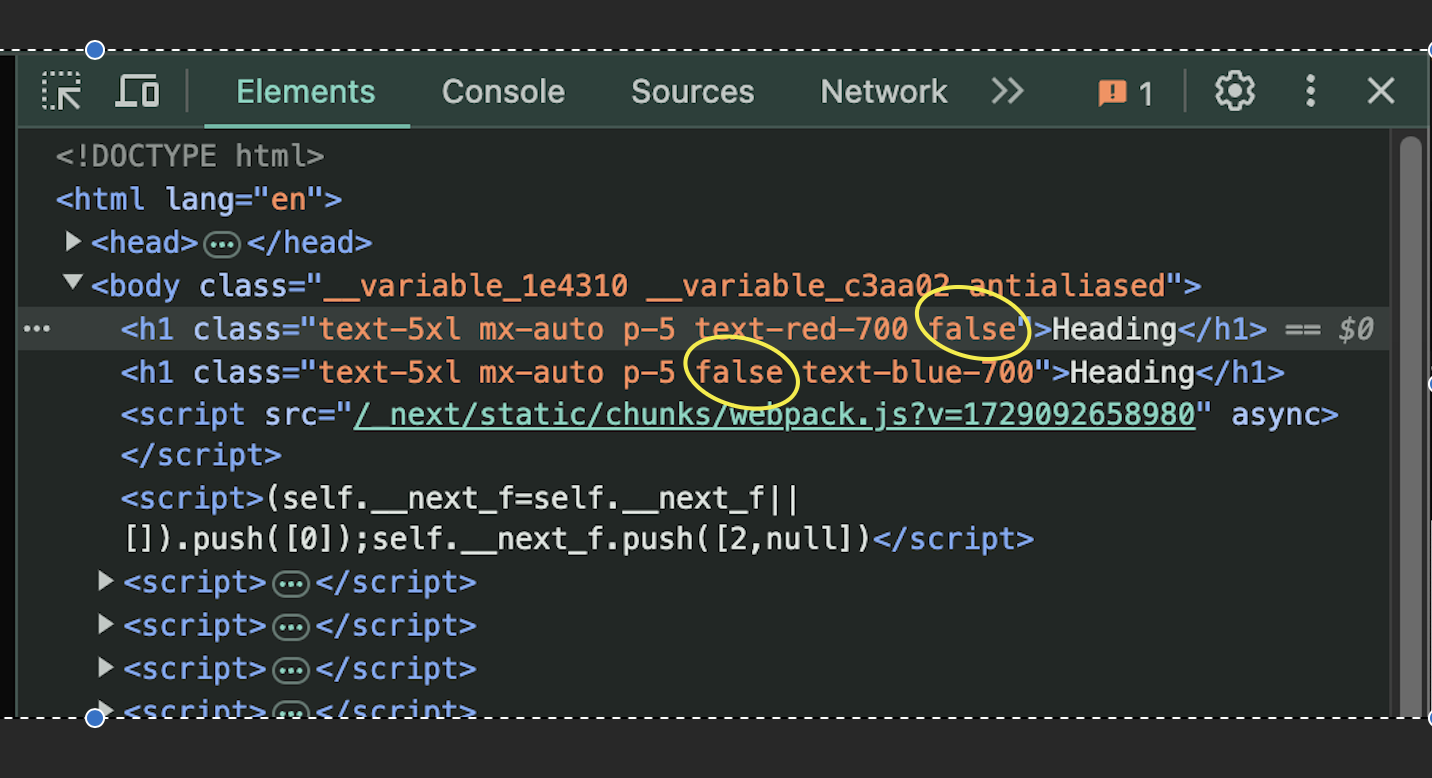 Elements Console Sources Network 1
<!DOCTYPE html>
<html lang="en">
<head>…</head>
<body class="__variable_1e4310 __variable_c3aa02 antialiased">
… <h1 class="text-5xl mx-auto p-5 text-red-700 false">Heading</h1> == $0
<h1 class="text-5xl mx-auto p-5 false text-blue-700">Heading</h1>
<script src="/_next/static/chunks/webpack.js?v=1729092658980" async>
</script>
<script>(self.__next_f=self.__next_f||
[]).push([0]);self.__next_f.push([2,null])</script>
<script>…</script>
<script>…</script>
<script>…</script>
<script>…</script>